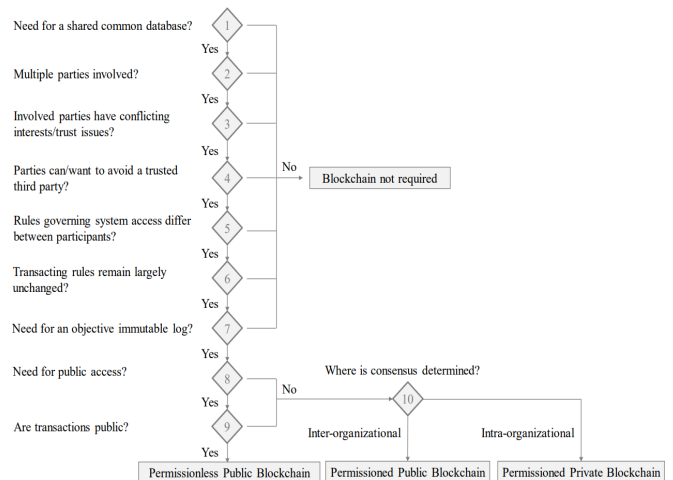 Need for a shared common database?
1
Yes
Multiple parties involved?
2
Yes
Involved parties have conflicting
interests/trust issues?
3
Yes
Parties can/want to avoid a trusted
third party?
4
No
Blockchain not required
Yes
Rules governing system access differ
between participants?
5
Yes
Transacting rules remain largely
unchanged?
6
Yes
Need for an objective immutable log?
7
Yes
Need for public access?
8
No
Where is consensus determined?
10
Yes
Are transactions public?
9
Inter-organizational
Intra-organizational
Yes
Permissionless Public Blockchain
Permissioned Public Blockchain
Permissioned Private Blockchain